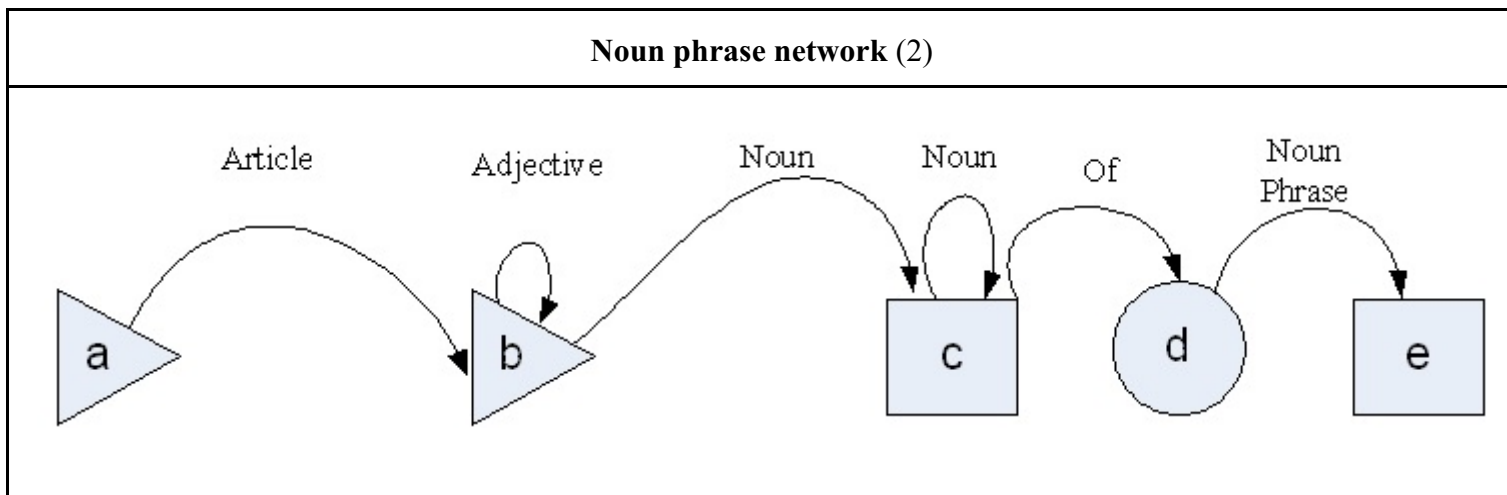 Noun phrase network (2)
Article
Adjective
Noun
Noun
Of
Noun
Phrase
a
b
c
d
e